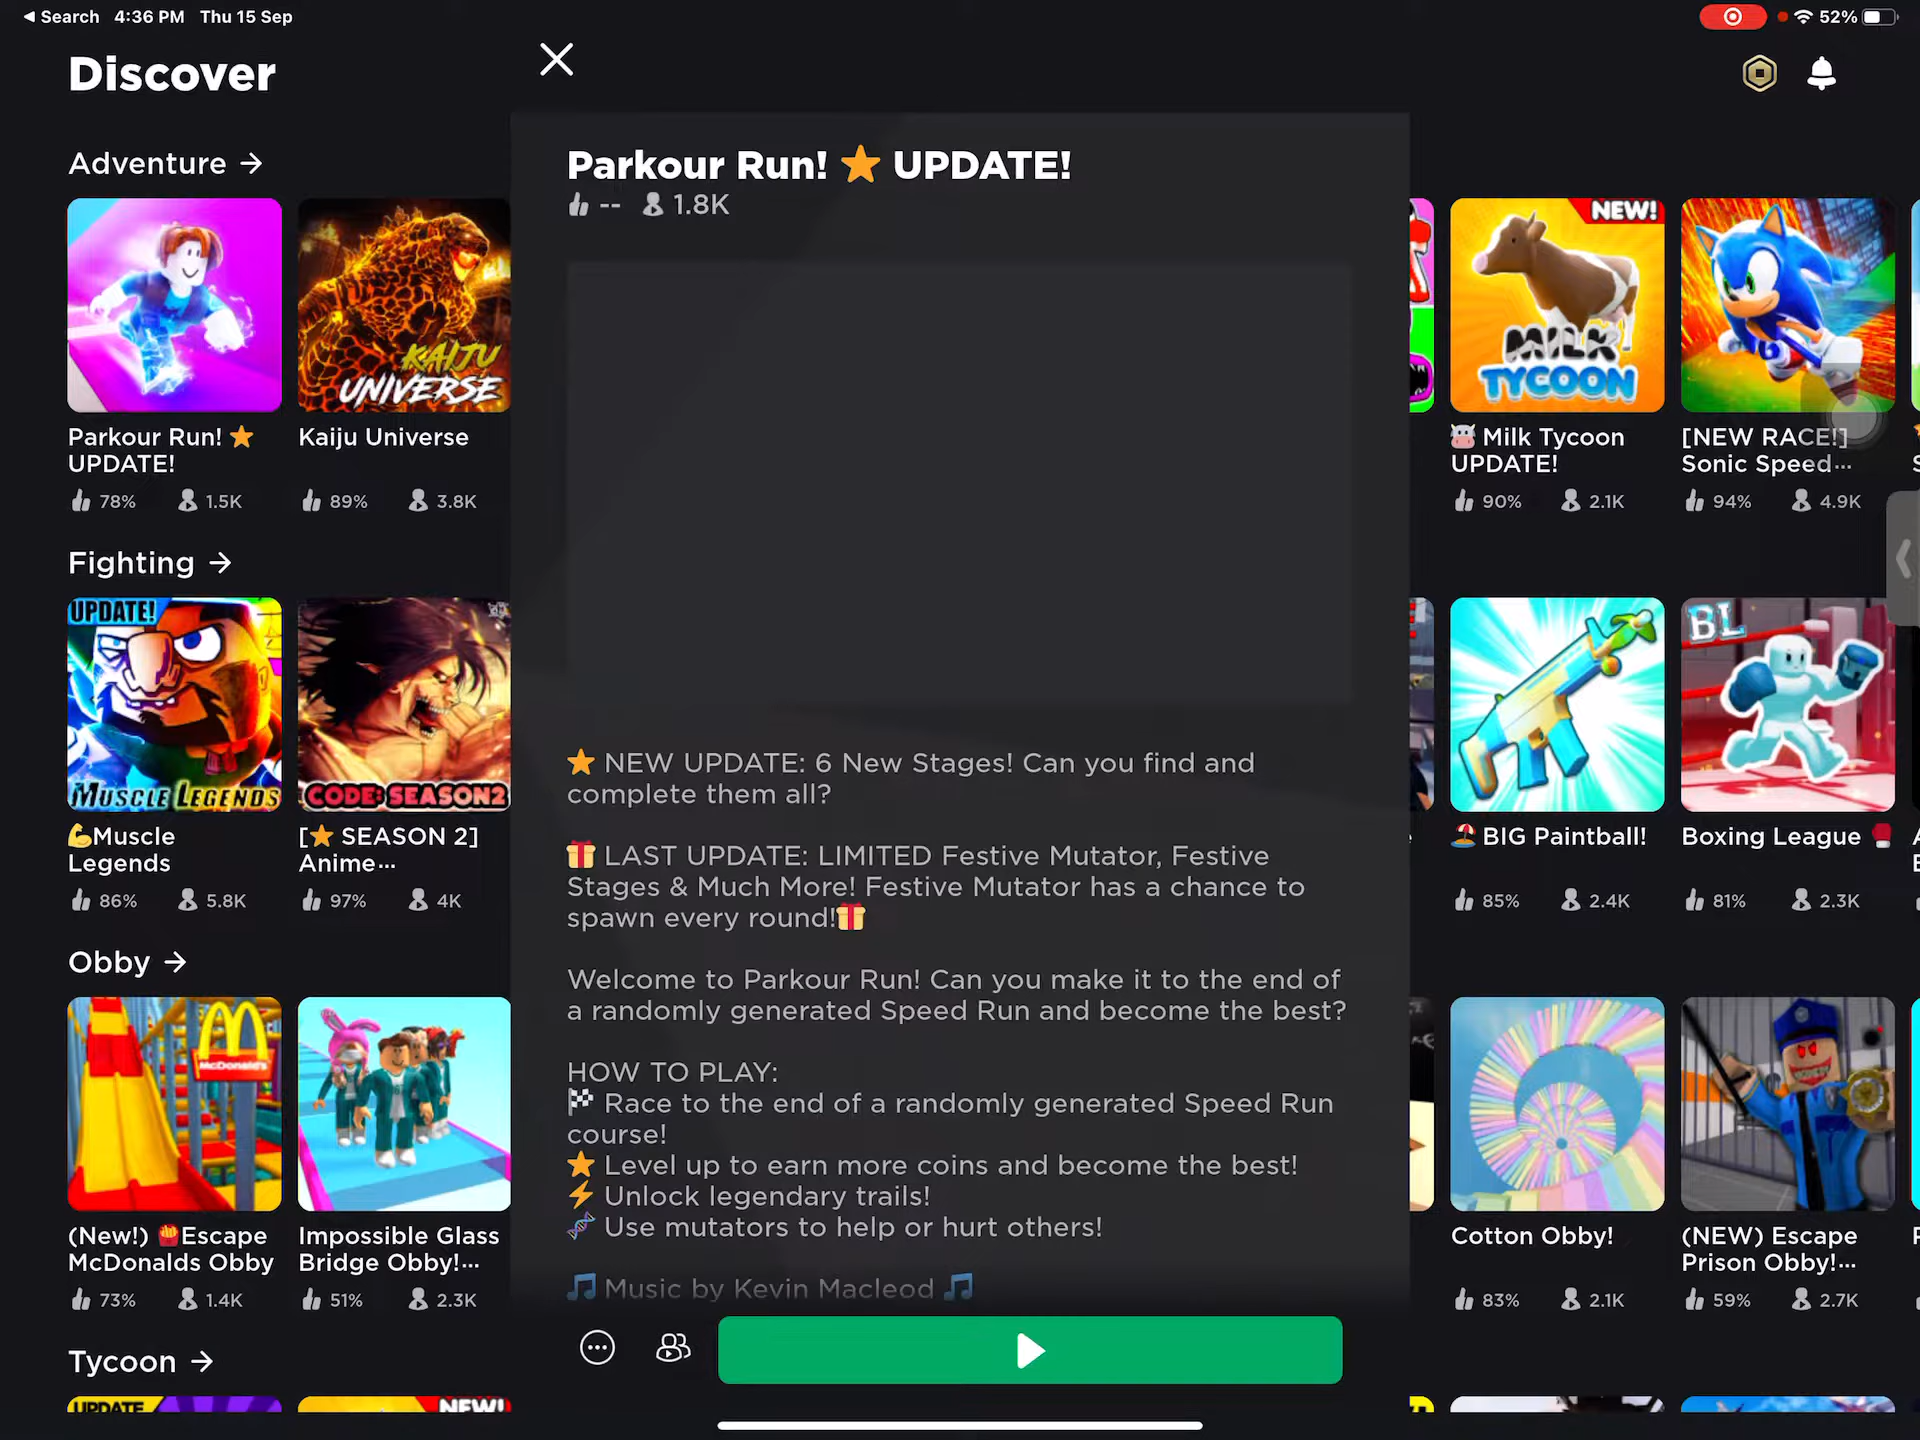 Search 4:36 PM Thu 15 Sep
52%
Discover
Adventure →
Parkour Run! ⭐ UPDATE!
-- 1.8K
KAIJU
UNIVERSE
NEW!
MILK
TYCOON
Parkour Run! ⭐
UPDATE!
78% 1.5K
Kaiju Universe
89% 3.8K
🐮 Milk Tycoon
UPDATE!
90% 2.1K
[NEW RACE!]
Sonic Speed...
94% 4.9K
Fighting →
UPDATE!
MUSCLE LEGENDS
CODE: SEASON2
BL
💪Muscle
Legends
86% 5.8K
[⭐ SEASON 2]
Anime...
97% 4K
🏖️BIG Paintball!
85% 2.4K
Boxing League 🥊
81% 2.3K
⭐ NEW UPDATE: 6 New Stages! Can you find and
complete them all?
🎁 LAST UPDATE: LIMITED Festive Mutator, Festive
Stages & Much More! Festive Mutator has a chance to
spawn every round!🎁
Welcome to Parkour Run! Can you make it to the end of
a randomly generated Speed Run and become the best?
HOW TO PLAY:
🏁 Race to the end of a randomly generated Speed Run
course!
⭐ Level up to earn more coins and become the best!
⚡ Unlock legendary trails!
🧬 Use mutators to help or hurt others!
🎵 Music by Kevin Macleod 🎵
Obby →
McDonald's
(New!) 🍟Escape
McDonalds Obby
73% 1.4K
Impossible Glass
Bridge Obby!...
51% 2.3K
Cotton Obby!
83% 2.1K
(NEW) Escape
Prison Obby!...
59% 2.7K
Tycoon →
UPDATE
NEW!